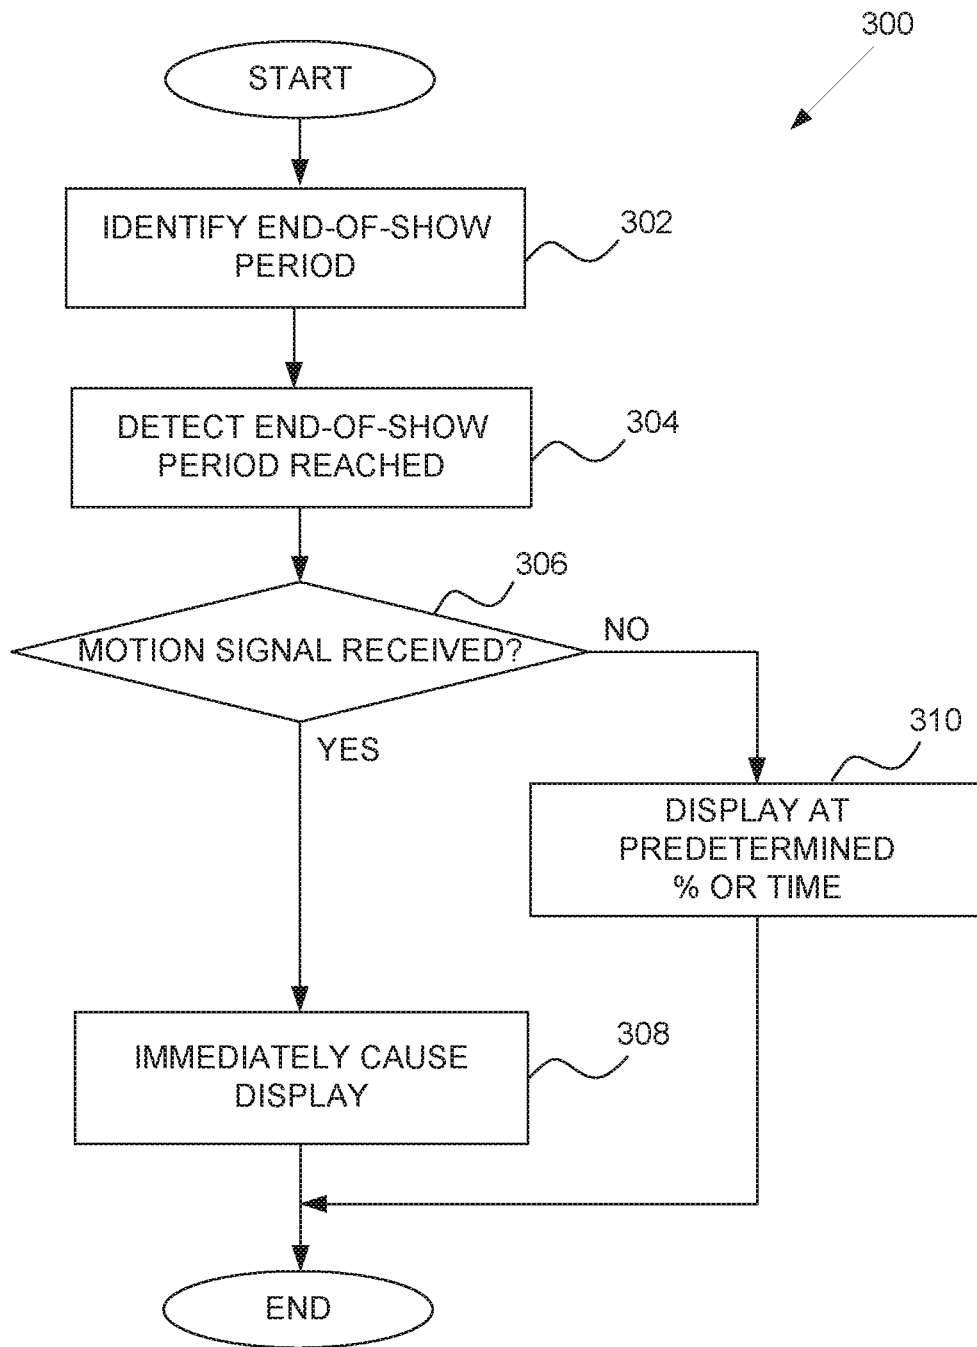 300
START
IDENTIFY END-OF-SHOW
PERIOD
302
DETECT END-OF-SHOW
PERIOD REACHED
304
306
MOTION SIGNAL RECEIVED?
NO
YES
310
DISPLAY AT
PREDETERMINED
% OR TIME
IMMEDIATELY CAUSE
DISPLAY
308
END